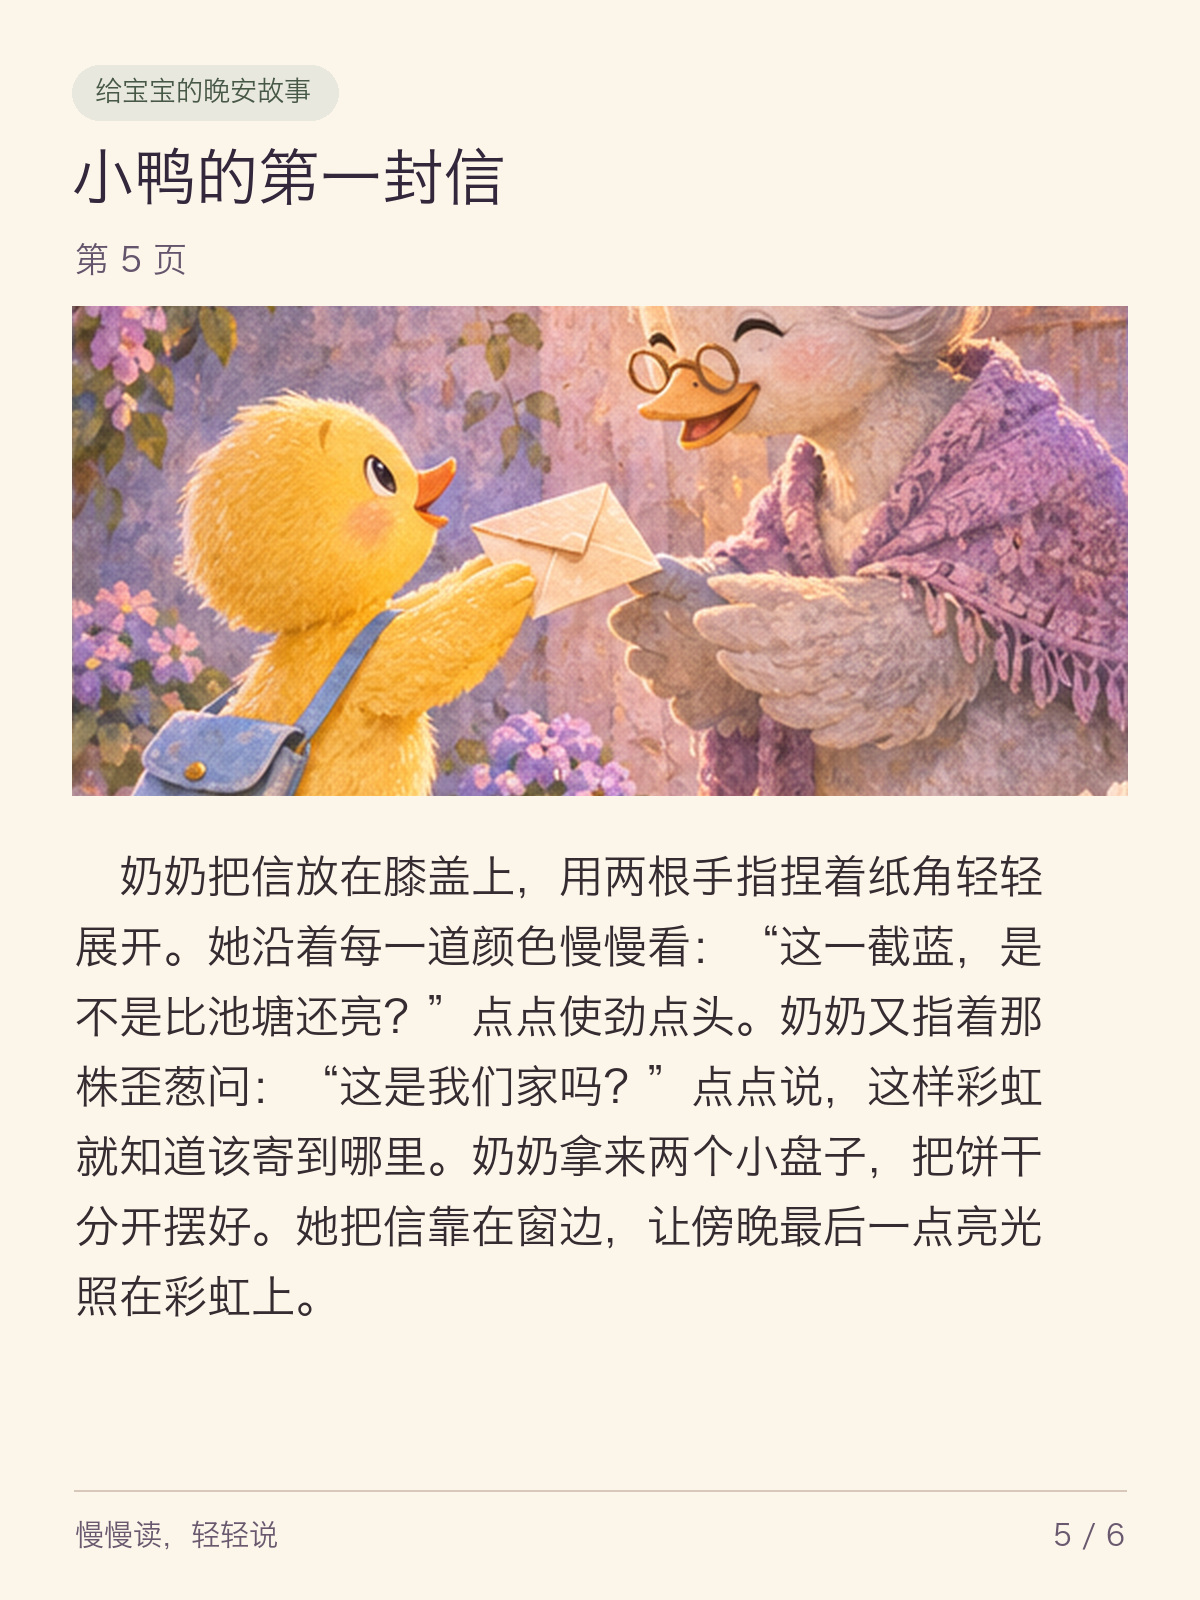 给宝宝的晚安故事
小鸭的第一封信
第 5 页
奶奶把信放在膝盖上，用两根手指捏着纸角轻轻
展开。她沿着每一道颜色慢慢看：“这一截蓝，是
不是比池塘还亮？”点点使劲点头。奶奶又指着那
株歪葱问：“这是我们家吗？”点点说，这样彩虹
就知道该寄到哪里。奶奶拿来两个小盘子，把饼干
分开摆好。她把信靠在窗边，让傍晚最后一点亮光
照在彩虹上。
慢慢读，轻轻说
5 / 6